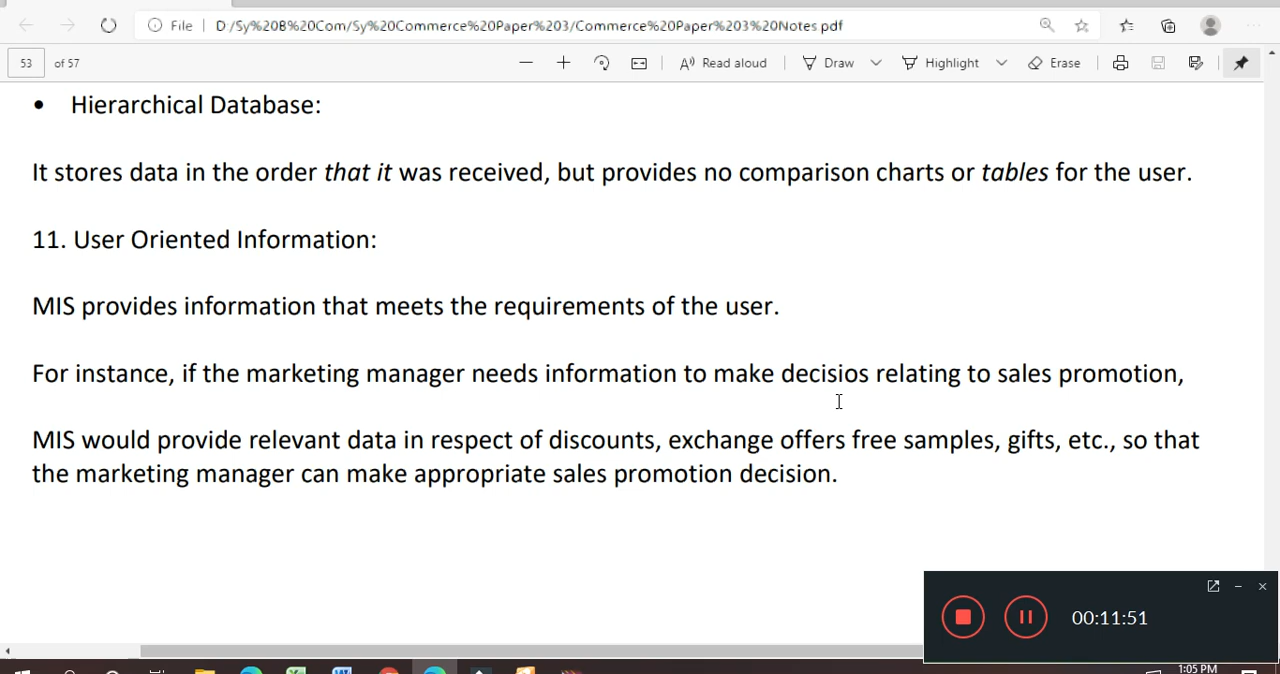 File D:/Sy%20B%20Com/Sy%20Commerce%20Paper%203/Commerce%20Paper%203%20Notes pdf
53 of 57 Read aloud Draw Highlight Erase
• Hierarchical Database:
It stores data in the order that it was received, but provides no comparison charts or tables for the user.
11. User Oriented Information:
MIS provides information that meets the requirements of the user.
For instance, if the marketing manager needs information to make decisios relating to sales promotion,
MIS would provide relevant data in respect of discounts, exchange offers free samples, gifts, etc., so that
the marketing manager can make appropriate sales promotion decision.
00:11:51
1:05 PM